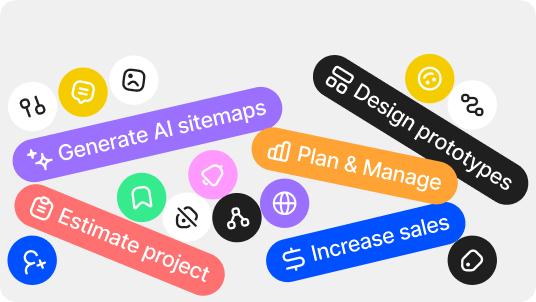 Generate AI sitemaps
Design prototypes
Plan & Manage
Estimate project
Increase sales